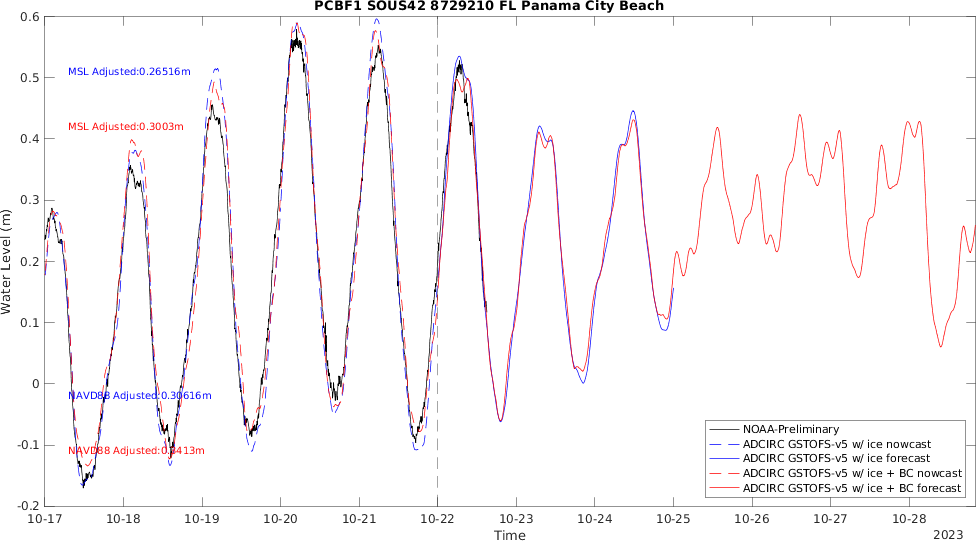 PCBF1 SOUS42 8729210 FL Panama City Beach
0.6
0.5
0.4
0.3
0.2
0.1
0
-0.1
-0.2
Water Level (m)
MSL Adjusted:0.26516m
MSL Adjusted:0.3003m
NAVD88 Adjusted:0.30616m
NAVD88 Adjusted:0.3413m
NOAA-Preliminary
ADCIRC GSTOFS-v5 w/ ice nowcast
ADCIRC GSTOFS-v5 w/ ice forecast
ADCIRC GSTOFS-v5 w/ ice + BC nowcast
ADCIRC GSTOFS-v5 w/ ice + BC forecast
10-17 10-18 10-19 10-20 10-21 10-22 10-23 10-24 10-25 10-26 10-27 10-28
Time
2023